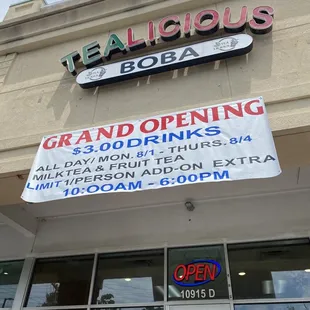 TEALICIOUS
BOBA
GRAND OPENING
$3.00 DRINKS
ALL DAY/ MON. 8/1 - THURS. 8/4
MILKTEA & FRUIT TEA
LIMIT 1/PERSON ADD-ON EXTRA
10:00AM - 6:00PM
OPEN
10915 D